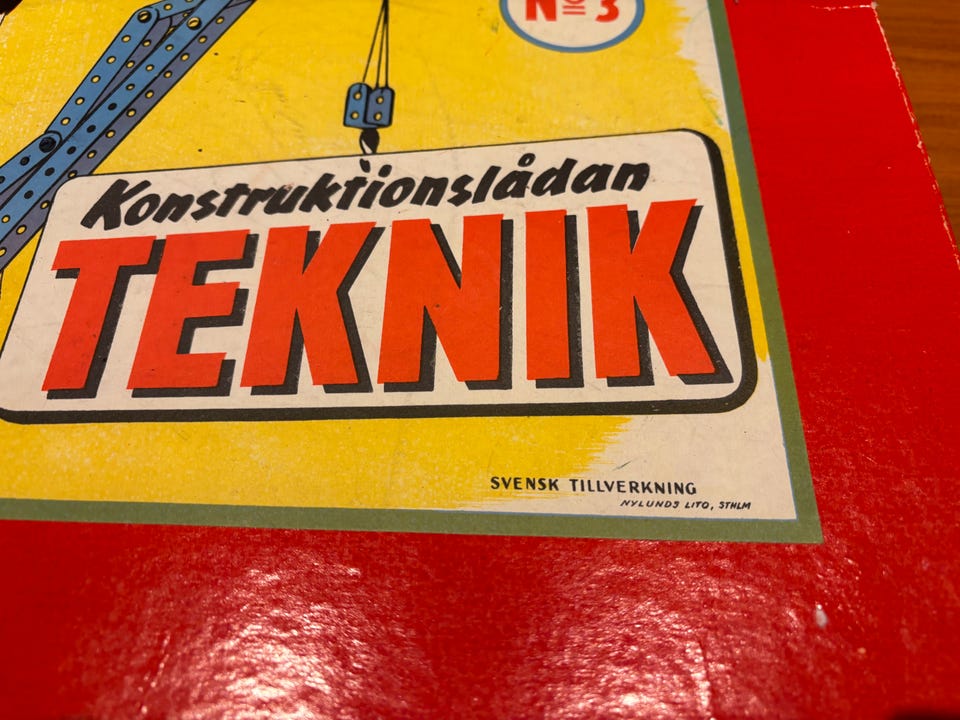 Nº 3
Konstruktionslådan
TEKNIK
SVENSK TILLVERKNING
NYLUNDS LITO, STHLM